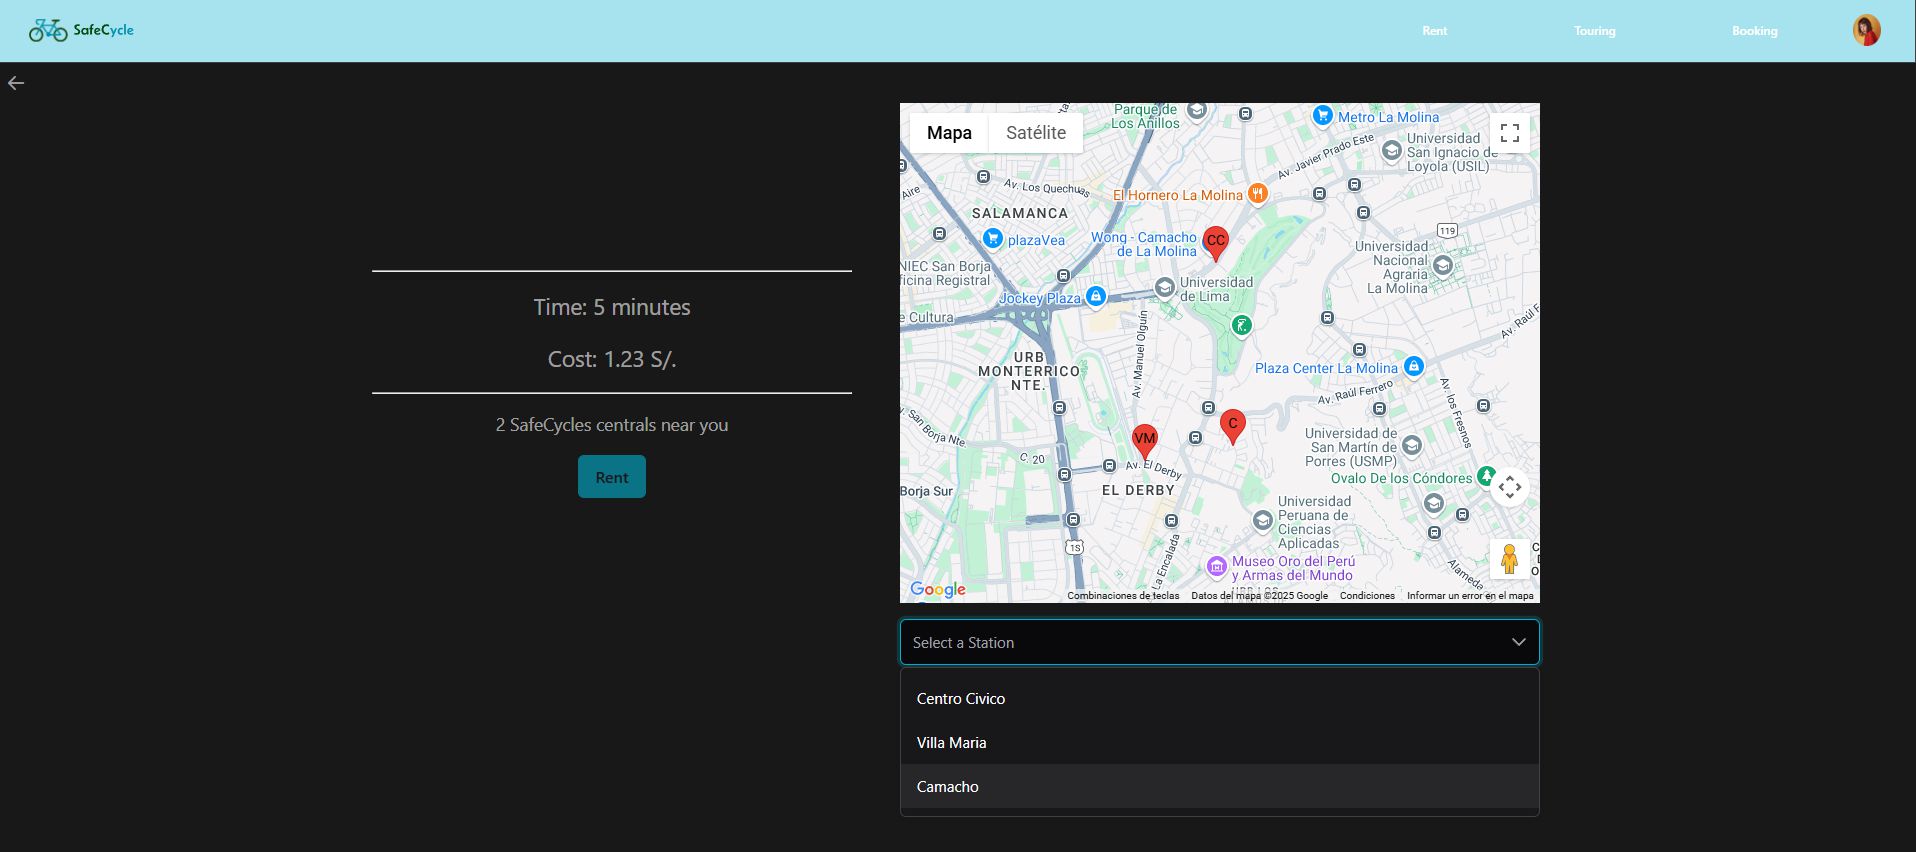 SafeCycle
Rent
Touring
Booking
Time: 5 minutes
Cost: 1.23 S/.
2 SafeCycles centrals near you
Rent
Mapa
Satélite
Parque de
Los Anillos
Metro La Molina
Universidad
San Ignacio de
Loyola (USIL)
Av. Javier Prado Este
Aire
Av. Los Quechuas
El Hornero La Molina
SALAMANCA
plazaVea
Wong - Camacho
de La Molina
CC
119
Universidad
Nacional
Agraria
La Molina
NIEC San Borja
ficina Registral
Jockey Plaza
Universidad
de Lima
e Cultura
Av. Manuel Olguín
Av. Raúl F
URB.
MONTERRICO
NTE.
Plaza Center La Molina
Av. Raúl Ferrero
Av. los Fresnos
San Borja Nte.
C. 20
VM
C
Av. El Derby
EL DERBY
Universidad de
San Martín de
Porres (USMP)
Ovalo De los Cóndores
Borja Sur
Universidad
Peruana de
Ciencias
Aplicadas
1S
La Encalada
Museo Oro del Perú
y Armas del Mundo
Alameda
Google
Combinaciones de teclas
Datos del mapa ©2025 Google
Condiciones
Informar un error en el mapa
Select a Station
Centro Civico
Villa Maria
Camacho